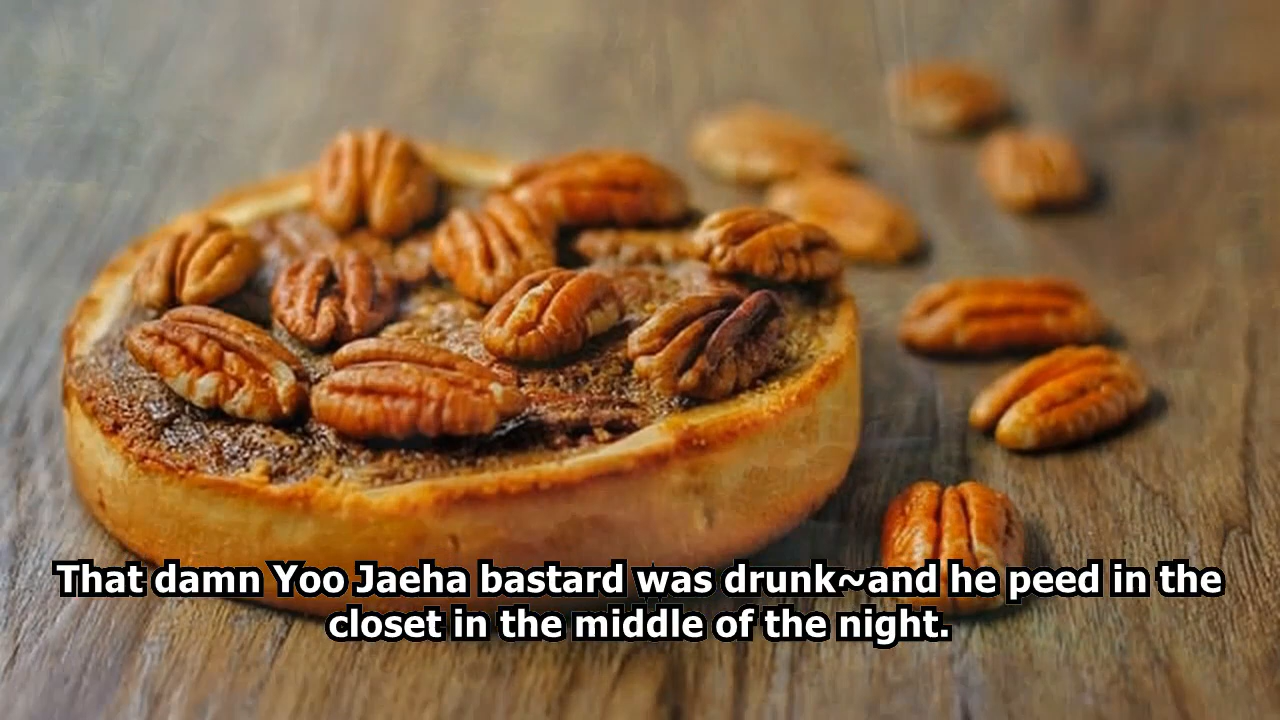 That damn Yoo Jaeha bastard was drunk~and he peed in the
closet in the middle of the night.